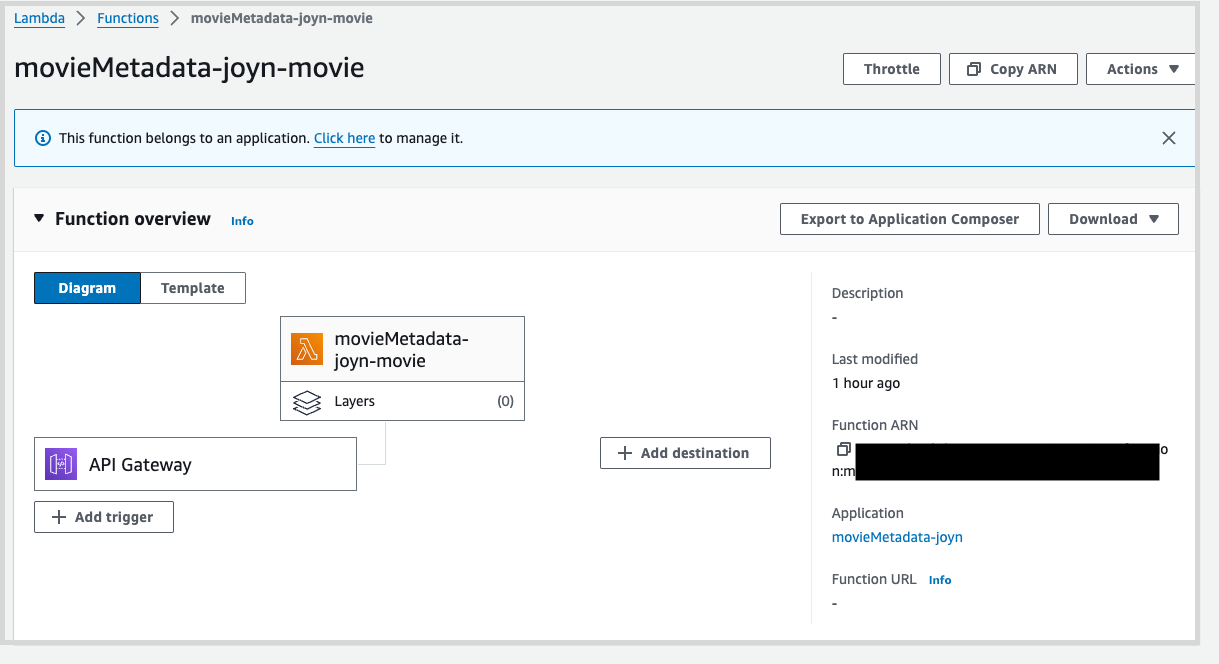 Lambda > Functions > movieMetadata-joyn-movie
movieMetadata-joyn-movie
Throttle
Copy ARN
Actions
This function belongs to an application. Click here to manage it.
Function overview Info
Export to Application Composer
Download
Diagram
Template
movieMetadata-
joyn-movie
Layers (0)
API Gateway
Add trigger
Add destination
Description
-
Last modified
1 hour ago
Function ARN
o
n:m
Application
movieMetadata-joyn
Function URL Info
-